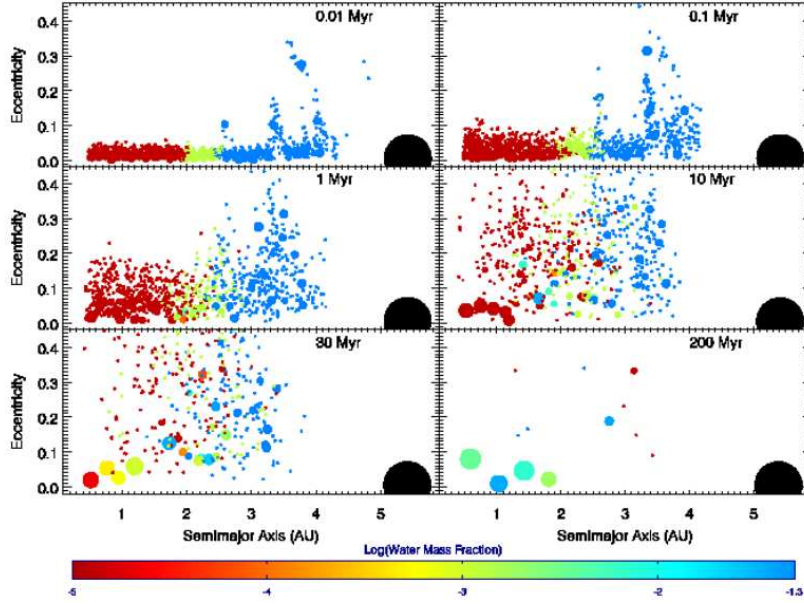 0.01 Myr
0.1 Myr
0.4
0.3
0.2
0.1
0.0
Eccentricity
1 Myr
10 Myr
0.4
0.3
0.2
0.1
0.0
Eccentricity
30 Myr
200 Myr
0.4
0.3
0.2
0.1
0.0
Eccentricity
1 2 3 4 5 1 2 3 4 5
Semimajor Axis (AU) Semimajor Axis (AU)
Log(Water Mass Fraction)
-5 -4 -3 -2 -1.3